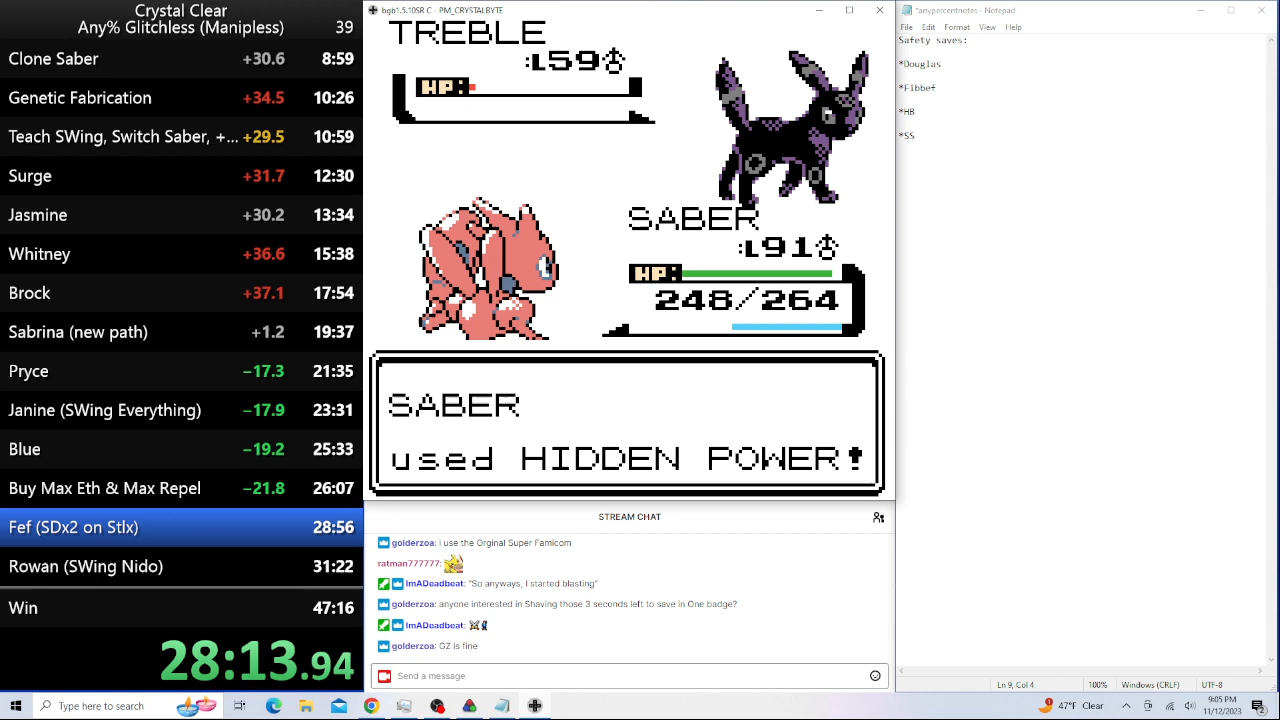 Crystal Clear
Any% Glitchless (Multipless) 39
Clone Saber +30.6 8:59
Genetic Fabrication +34.5 10:26
Teach SWing, Switch Saber, +... +29.5 10:59
Surge +31.7 12:30
Jasmine +30.2 13:34
Whitney +36.6 15:38
Brock +37.1 17:54
Sabrina (new path) +1.2 19:37
Pryce −17.3 21:35
Janine (SWing Everything) −17.9 23:31
Blue −19.2 25:33
Buy Max Eth & Max Repel −21.8 26:07
Fef (SDx2 on Stlx) 28:56
Rowan (SWing Nido) 31:22
Win 47:16
28:13.94
bgb1.5.10SR C - PM_CRYSTALBYTE
TREBLE
:L59♂
HP:
SABER
:L91♂
HP:
248/264
SABER
used HIDDEN POWER!
STREAM CHAT
golderzoa: i use the Orginal Super Famicom
ratman777777:
ImADeadbeat: "So anyways, I started blasting"
golderzoa: anyone interested in Shaving those 3 seconds left to save in One badge?
ImADeadbeat:
golderzoa: GZ is fine
Send a message
*anypercentnotes - Notepad
File Edit Format View Help
Safety saves:
*Douglas
*Fibbef
*HB
*SS
Ln 9, Col 4 100% Windows (CRLF) UTF-8
Type here to search
47°F Clear
9:05 PM
11/12/2023
2